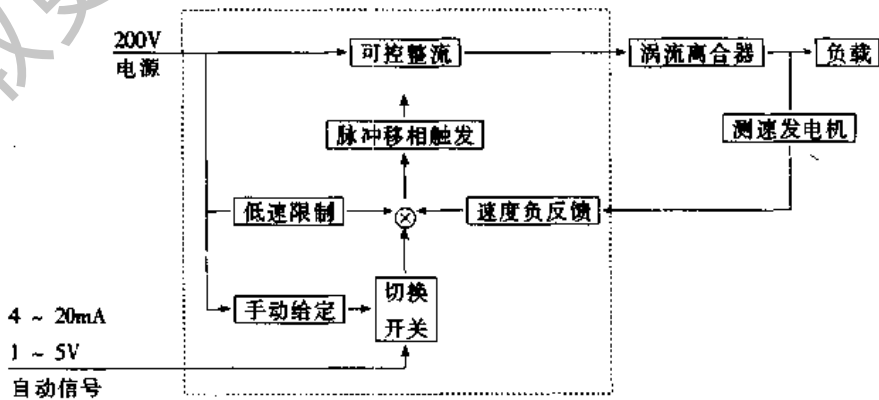 200V
电源
可控整流
涡流离合器
负载
脉冲移相触发
测速发电机
低速限制
速度负反馈
手动给定
切换
开关
4 ~ 20mA
1 ~ 5V
自动信号